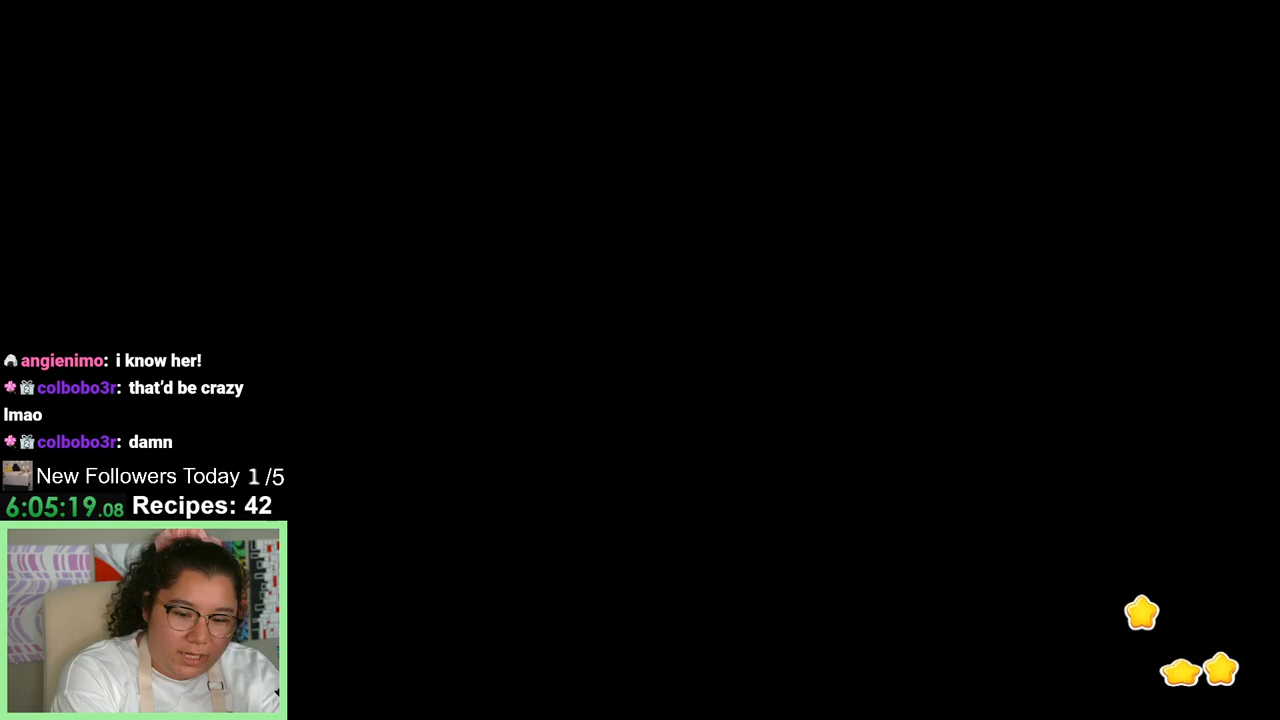 angienimo: i know her!
colbobo3r: that'd be crazy
lmao
colbobo3r: damn
New Followers Today 1 /5
6:05:19.08 Recipes: 42